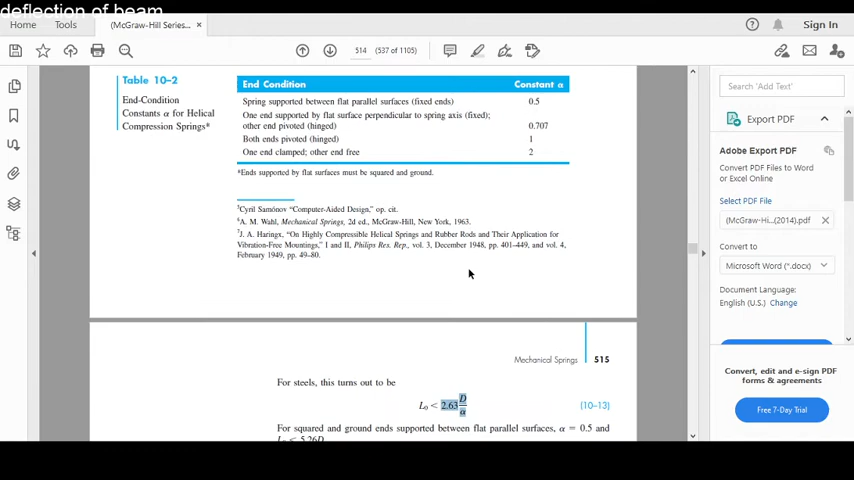 deflection of beam
Home Tools (McGraw-Hill Series... × Sign In
514 (537 of 1105)
Table 10–2
End-Condition
Constants α for Helical
Compression Springs*
End Condition Constant α
Spring supported between flat parallel surfaces (fixed ends) 0.5
One end supported by flat surface perpendicular to spring axis (fixed);
other end pivoted (hinged) 0.707
Both ends pivoted (hinged) 1
One end clamped; other end free 2
*Ends supported by flat surfaces must be squared and ground.
5Cyril Samónov "Computer-Aided Design," op. cit.
6A. M. Wahl, Mechanical Springs, 2d ed., McGraw-Hill, New York, 1963.
7J. A. Haringx, "On Highly Compressible Helical Springs and Rubber Rods and Their Application for
Vibration-Free Mountings," I and II, Philips Res. Rep., vol. 3, December 1948, pp. 401–449, and vol. 4,
February 1949, pp. 49–80.
Mechanical Springs 515
For steels, this turns out to be
L0 < 2.63 D/α (10–13)
For squared and ground ends supported between flat parallel surfaces, α = 0.5 and
L0 ≤ 5.26D
Search 'Add Text'
Export PDF
Adobe Export PDF
Convert PDF Files to Word
or Excel Online
Select PDF File
(McGraw-Hi...(2014).pdf ×
Convert to
Microsoft Word (*.docx)
Document Language:
English (U.S.) Change
Convert, edit and e-sign PDF
forms & agreements
Free 7-Day Trial